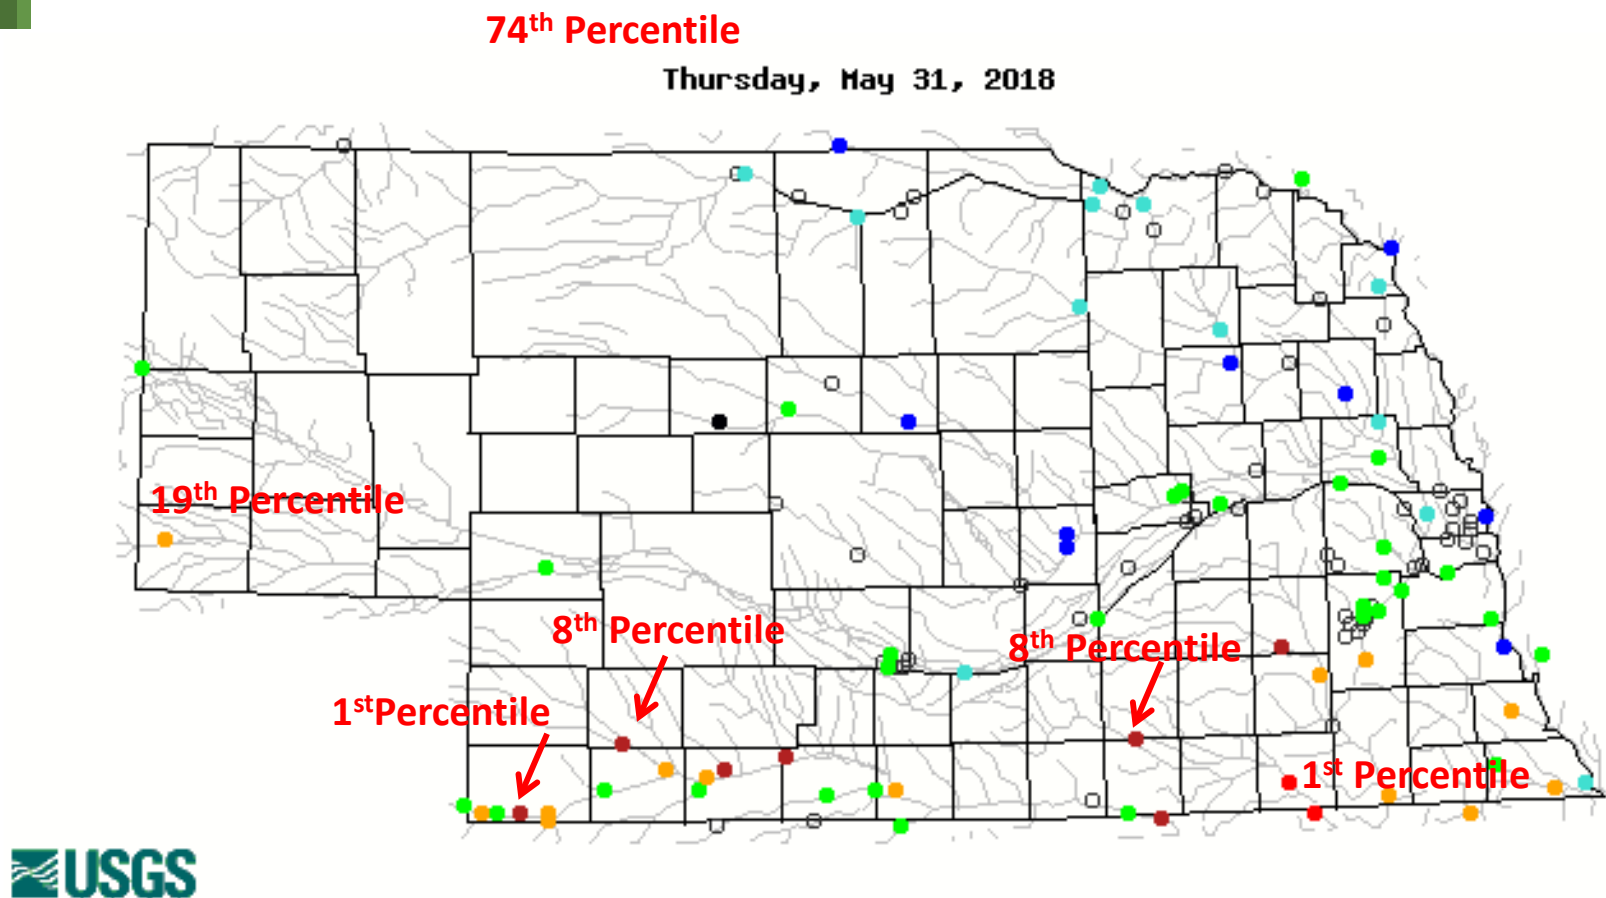 74th Percentile
Thursday, May 31, 2018
19th Percentile
8th Percentile
8th Percentile
1stPercentile
1st Percentile
USGS